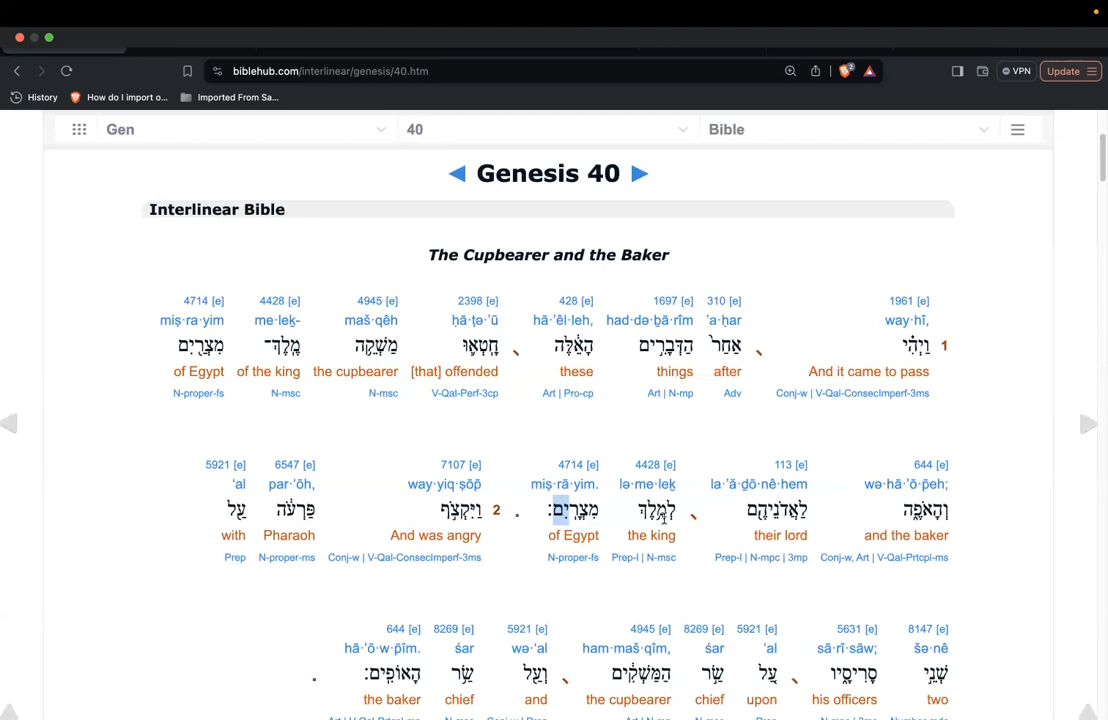 biblehub.com/interlinear/genesis/40.htm
2
VPN
Update
History
How do I import o...
Imported From Sa...
Gen
40
Bible
Genesis 40
Interlinear Bible
The Cupbearer and the Baker
4714 [e] 4428 [e] 4945 [e] 2398 [e] 428 [e] 1697 [e] 310 [e] 1961 [e]
miṣ·ra·yim me·leḵ- maš·qêh ḥā·ṭə·’ū hā·’êl·leh, had·də·ḇā·rîm ’a·ḥar way·hî,
1 וַיְהִ֗י 、 אַחַר֙ הַדְּבָרִ֣ים הָאֵ֔לֶּה 、 חָ֥טְא֛וּ מַשְׁקֵ֥ה מֶֽלֶךְ־ מִצְרַ֖יִם
of Egypt of the king the cupbearer [that] offended these things after And it came to pass
N-proper-fs N-msc N-msc V-Qal-Perf-3cp Art | Pro-cp Art | N-mp Adv Conj-w | V-Qal-ConsecImperf-3ms
5921 [e] 6547 [e] 7107 [e] 4714 [e] 4428 [e] 113 [e] 644 [e]
‘al par·‘ōh, way·yiq·ṣōp̄ miṣ·rā·yim. lə·me·leḵ la·’ă·ḏō·nê·hem wə·hā·’ō·p̄eh;
וְהָאֹפֶ֑ה לַאֲדֹנֵיהֶ֖ם 、 לְמֶ֥לֶךְ מִצְרָֽיִם׃ . 2 וַיִּקְצֹ֣ף פַּרְעֹ֔ה עַ֖ל
with Pharaoh And was angry of Egypt the king their lord and the baker
Prep N-proper-ms Conj-w | V-Qal-ConsecImperf-3ms N-proper-fs Prep-l | N-msc Prep-l | N-mpc | 3mp Conj-w, Art | V-Qal-Prtcpl-ms
644 [e] 8269 [e] 5921 [e] 4945 [e] 8269 [e] 5921 [e] 5631 [e] 8147 [e]
hā·’ō·w·p̄îm. śar wə·‘al ham·maš·qîm, śar ‘al sā·rî·sāw; šə·nê
שְׁנֵ֣י סָרִיסָ֑יו 、 עַ֚ל שַׂ֣ר הַמַּשְׁקִ֔ים 、 וְעַ֖ל שַׂ֥ר הָאוֹפִֽים׃ .
the baker chief and the cupbearer chief upon his officers two